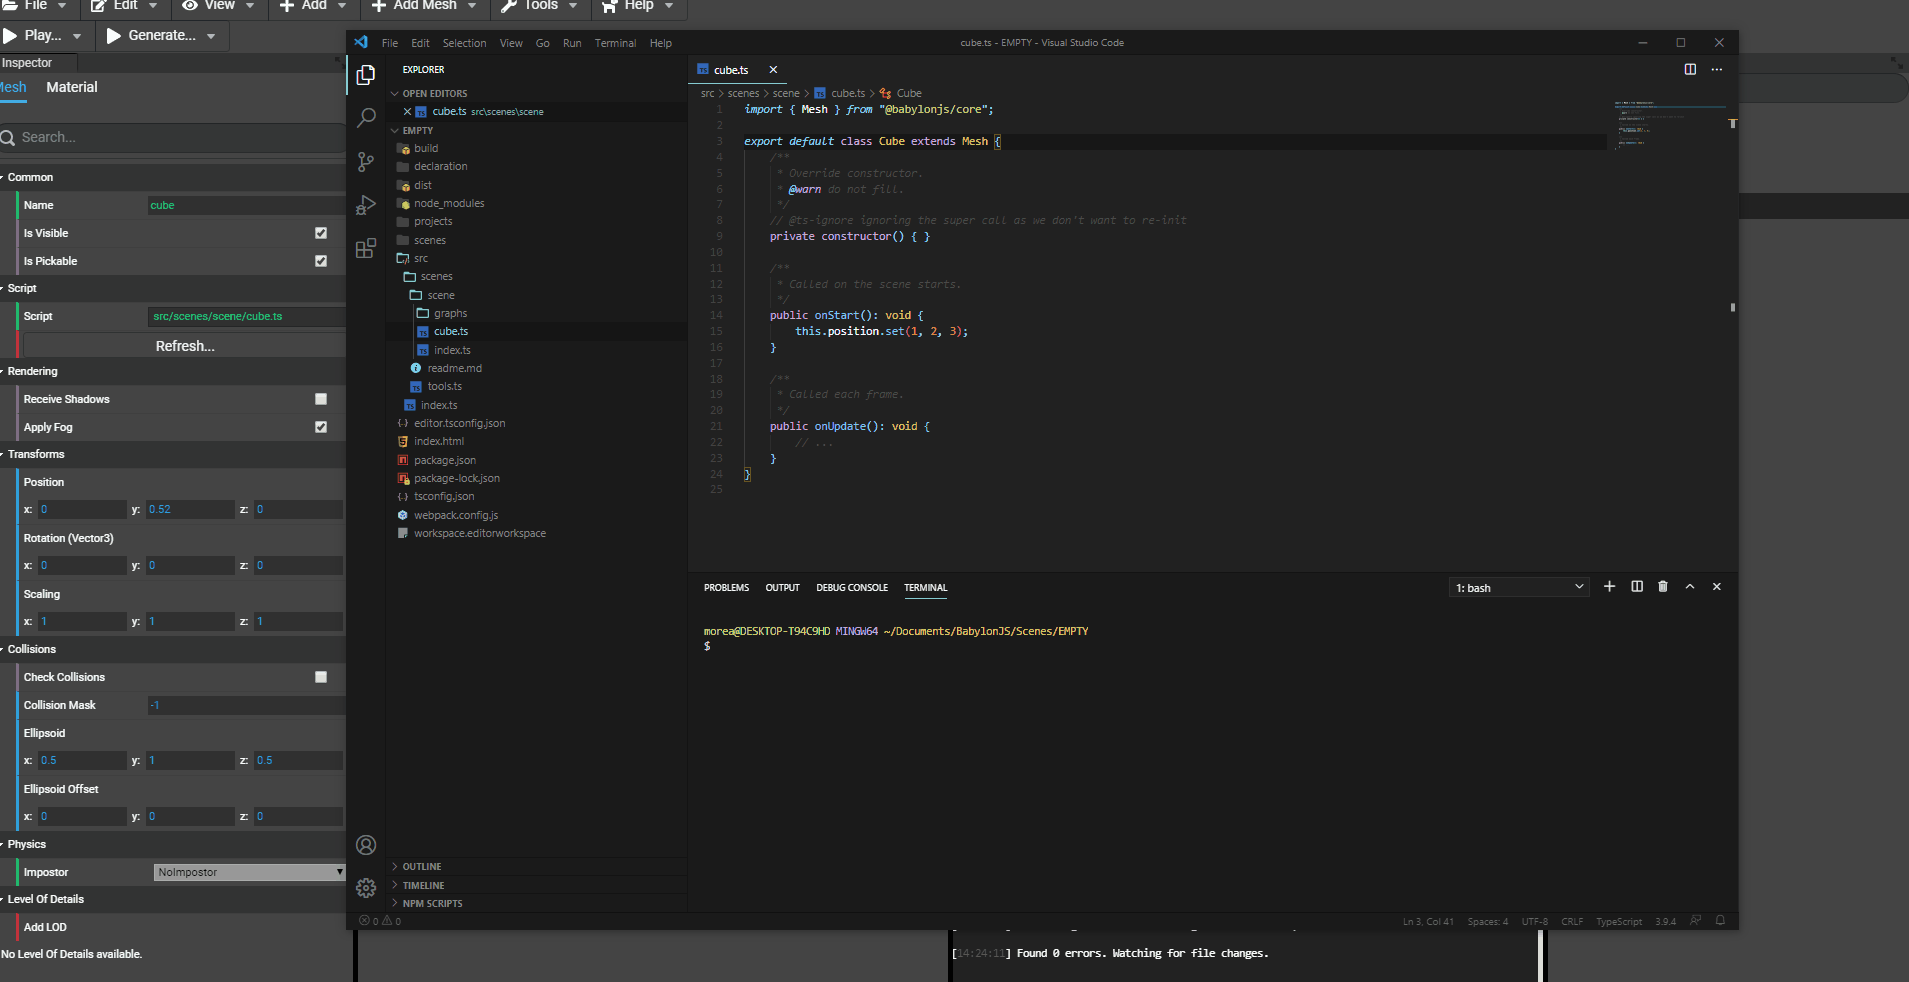 File Edit View Add Add Mesh Tools Help
Play... Generate...
Inspector
Mesh Material
Search...
Common
Name cube
Is Visible
Is Pickable
Script
Script src/scenes/scene/cube.ts
Refresh...
Rendering
Receive Shadows
Apply Fog
Transforms
Position
x: 0 y: 0.52 z: 0
Rotation (Vector3)
x: 0 y: 0 z: 0
Scaling
x: 1 y: 1 z: 1
Collisions
Check Collisions
Collision Mask -1
Ellipsoid
x: 0.5 y: 1 z: 0.5
Ellipsoid Offset
x: 0 y: 0 z: 0
Physics
Impostor NoImpostor
Level Of Details
Add LOD
No Level Of Details available.
File Edit Selection View Go Run Terminal Help
cube.ts - EMPTY - Visual Studio Code
EXPLORER
OPEN EDITORS
cube.ts src\scenes\scene
EMPTY
build
declaration
dist
node_modules
projects
scenes
src
scenes
scene
graphs
cube.ts
index.ts
readme.md
tools.ts
index.ts
editor.tsconfig.json
index.html
package.json
package-lock.json
tsconfig.json
webpack.config.js
workspace.editorworkspace
OUTLINE
TIMELINE
NPM SCRIPTS
cube.ts
src > scenes > scene > cube.ts > Cube
1 import { Mesh } from "@babylonjs/core";
2
3 export default class Cube extends Mesh {
4 /**
5 * Override constructor.
6 * @warn do not fill.
7 */
8 // @ts-ignore ignoring the super call as we don't want to re-init
9 private constructor() { }
10
11 /**
12 * Called on the scene starts.
13 */
14 public onStart(): void {
15 this.position.set(1, 2, 3);
16 }
17
18 /**
19 * Called each frame.
20 */
21 public onUpdate(): void {
22 // ...
23 }
24 }
25
PROBLEMS OUTPUT DEBUG CONSOLE TERMINAL
1: bash
morea@DESKTOP-T94C9HD MINGW64 ~/Documents/BabylonJS/Scenes/EMPTY
$
0 0
Ln 3, Col 41 Spaces: 4 UTF-8 CRLF TypeScript 3.9.4
[14:24:11] Found 0 errors. Watching for file changes.